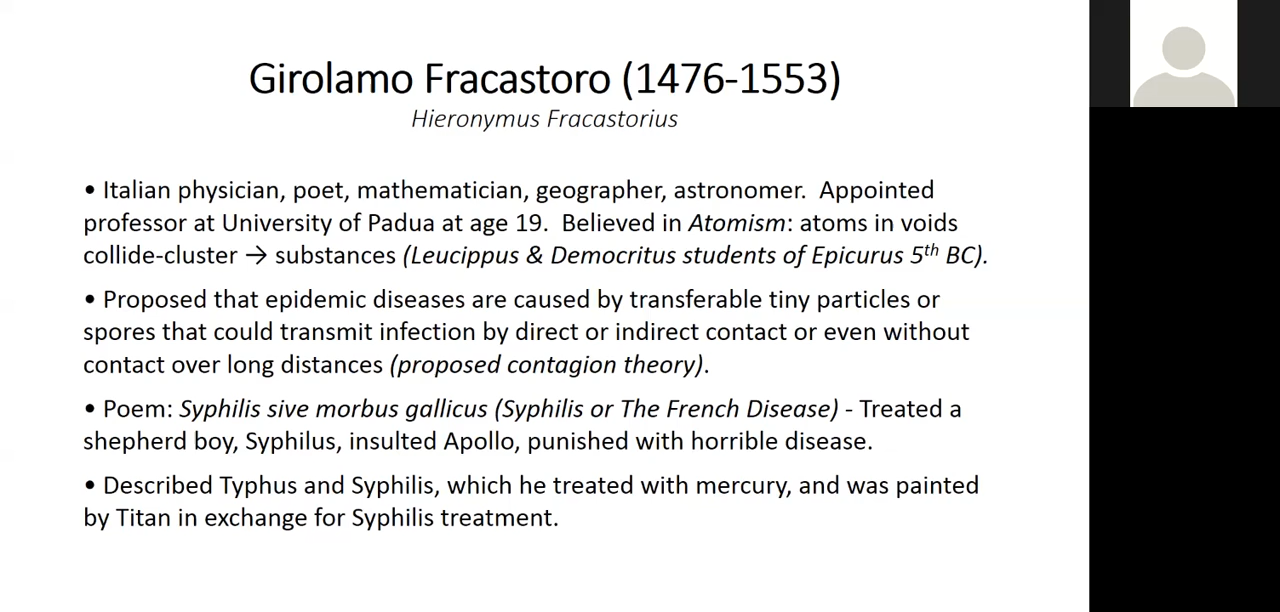 Girolamo Fracastoro (1476-1553)
Hieronymus Fracastorius
• Italian physician, poet, mathematician, geographer, astronomer.  Appointed
professor at University of Padua at age 19.  Believed in Atomism: atoms in voids
collide-cluster → substances (Leucippus & Democritus students of Epicurus 5th BC).
• Proposed that epidemic diseases are caused by transferable tiny particles or
spores that could transmit infection by direct or indirect contact or even without
contact over long distances (proposed contagion theory).
• Poem: Syphilis sive morbus gallicus (Syphilis or The French Disease) - Treated a
shepherd boy, Syphilus, insulted Apollo, punished with horrible disease.
• Described Typhus and Syphilis, which he treated with mercury, and was painted
by Titan in exchange for Syphilis treatment.